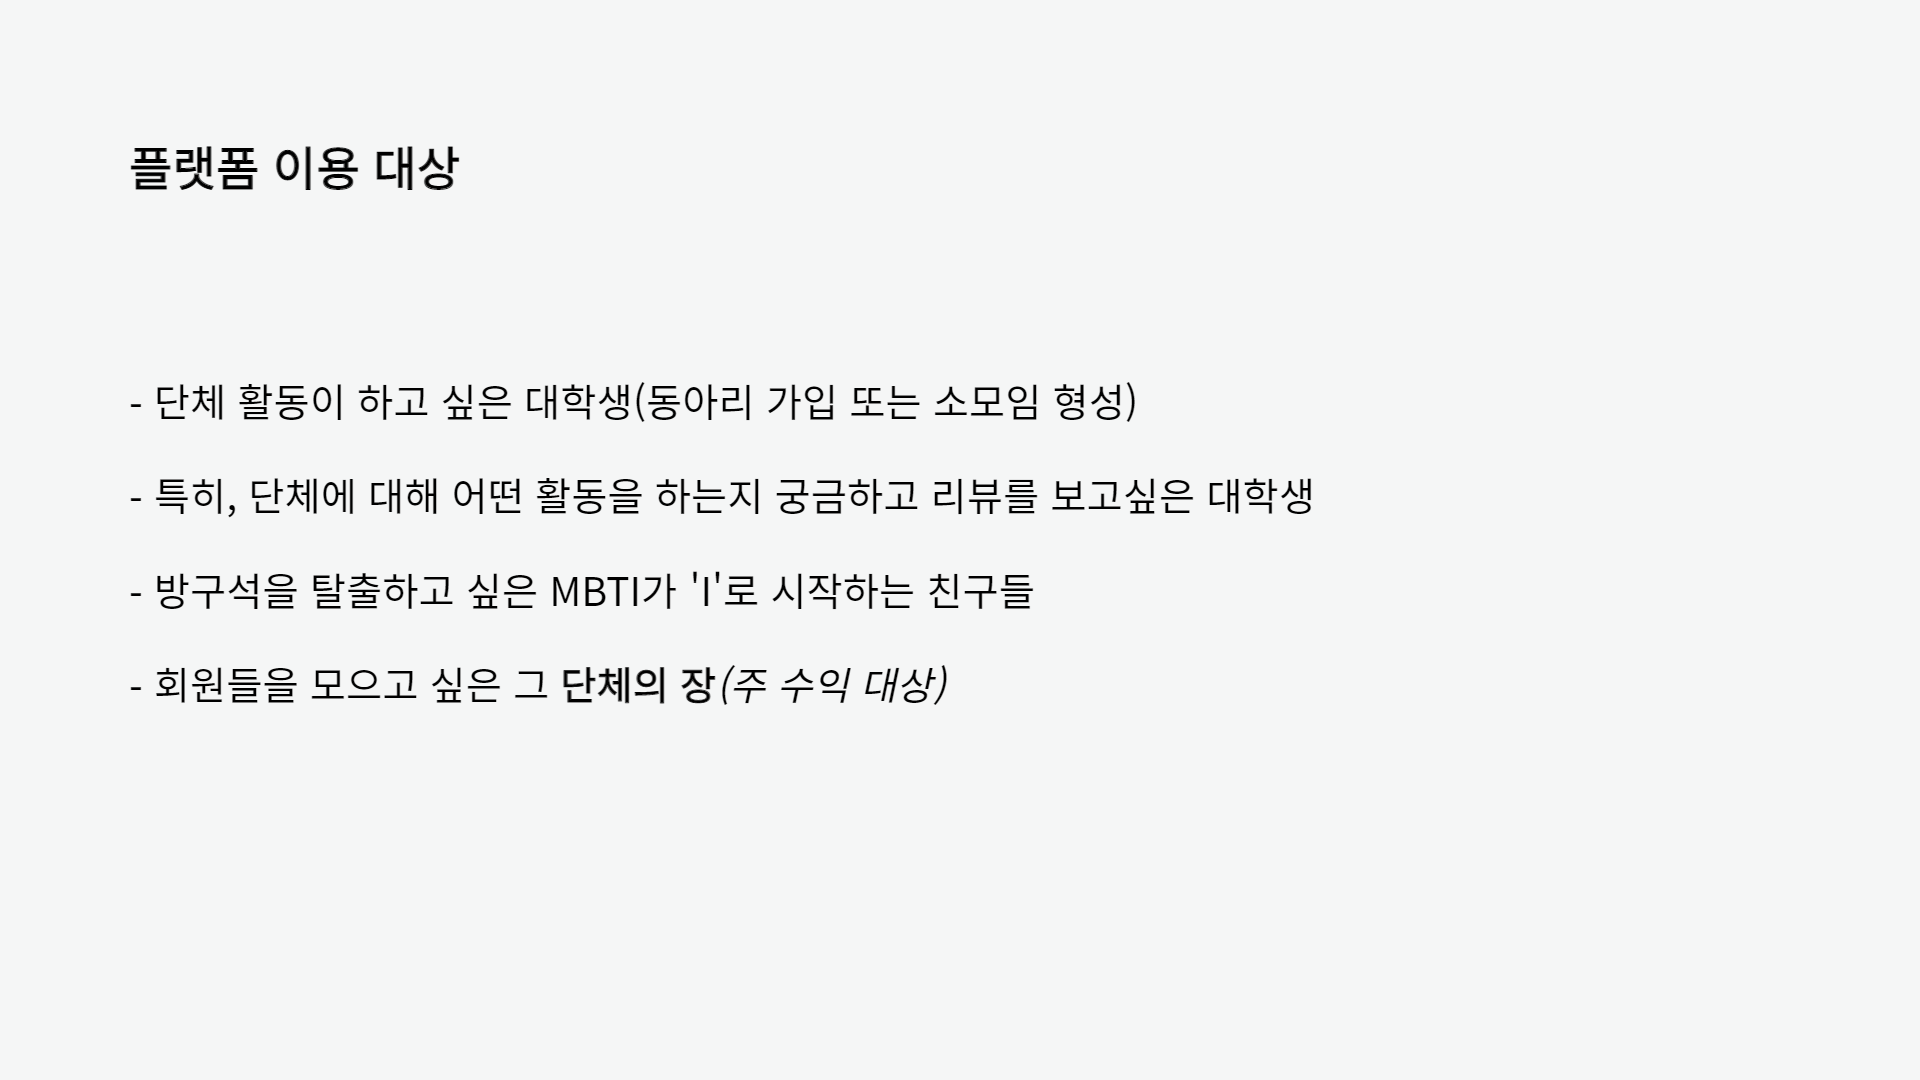 플랫폼 이용 대상
- 단체 활동이 하고 싶은 대학생(동아리 가입 또는 소모임 형성)
- 특히, 단체에 대해 어떤 활동을 하는지 궁금하고 리뷰를 보고싶은 대학생
- 방구석을 탈출하고 싶은 MBTI가 'I'로 시작하는 친구들
- 회원들을 모으고 싶은 그 단체의 장(주 수익 대상)